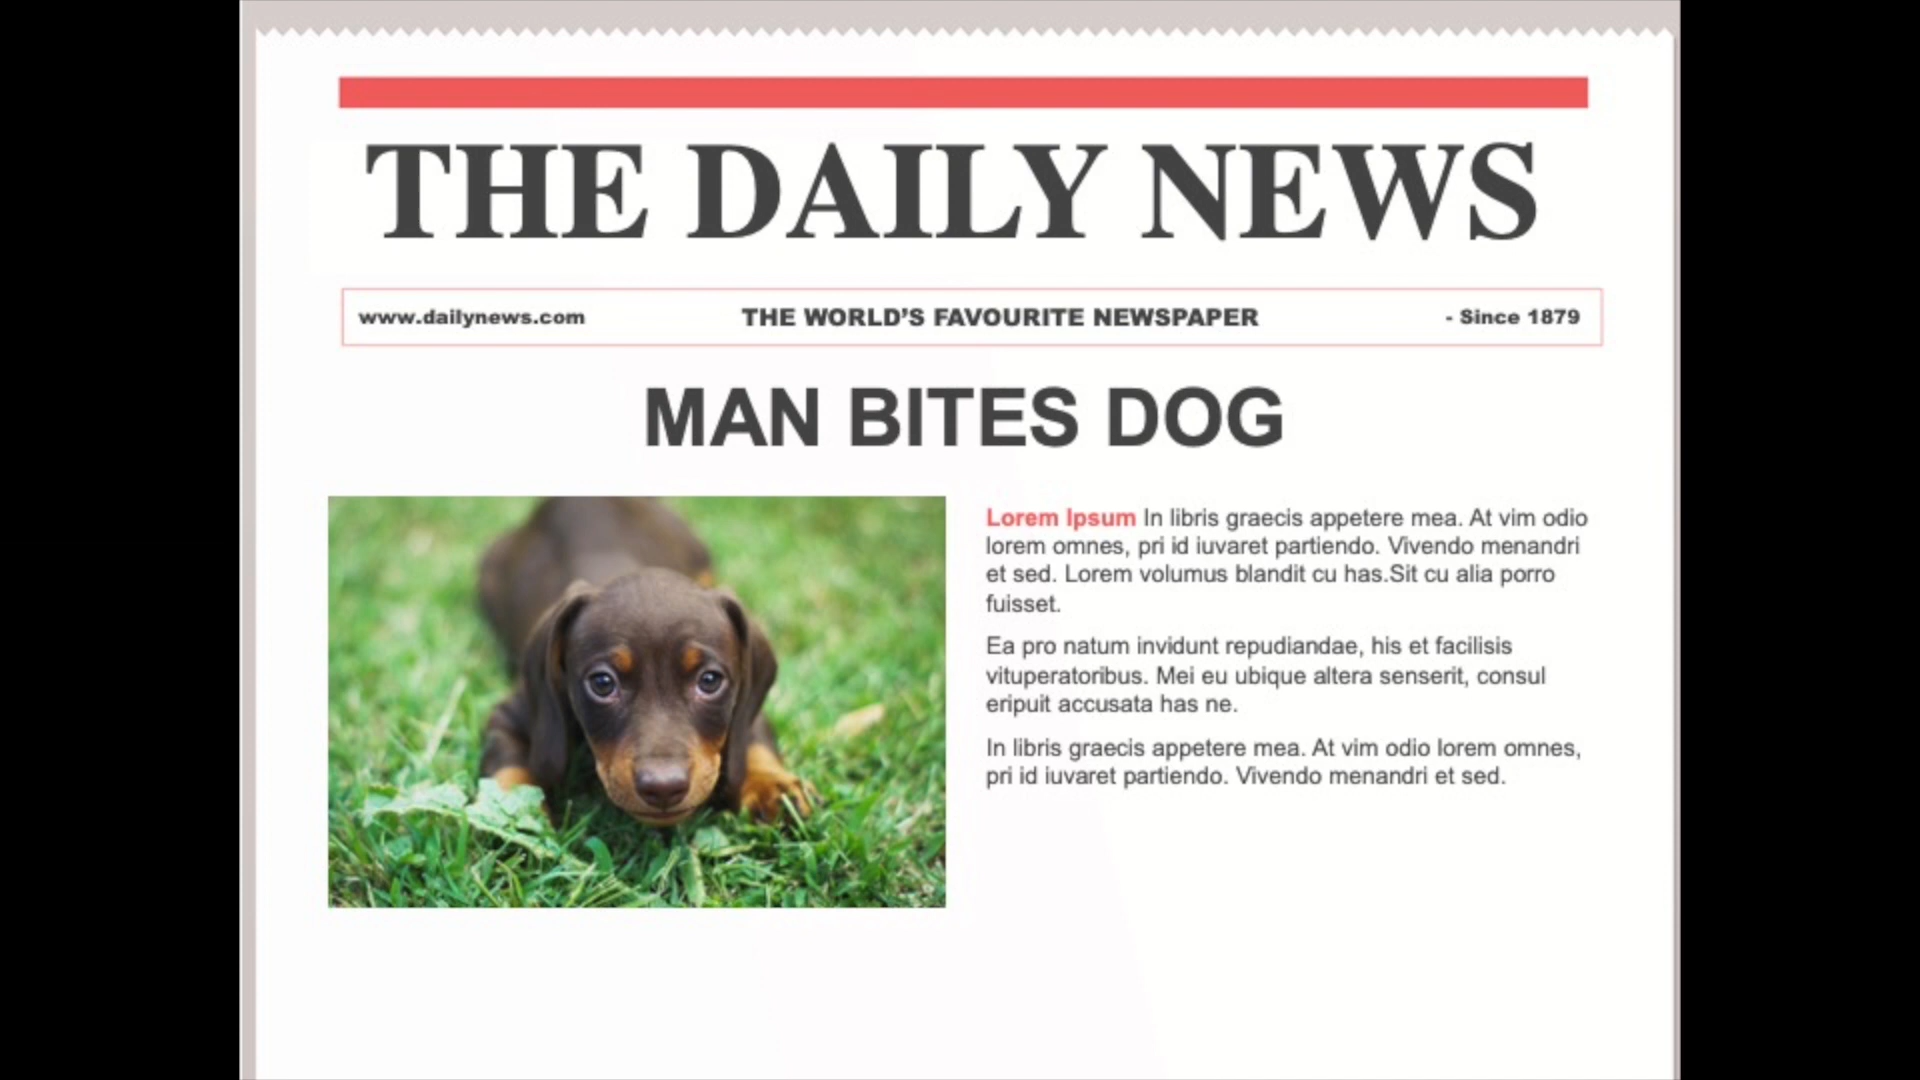 THE DAILY NEWS
www.dailynews.com THE WORLD’S FAVOURITE NEWSPAPER - Since 1879
MAN BITES DOG
Lorem Ipsum In libris graecis appetere mea. At vim odio
lorem omnes, pri id iuvaret partiendo. Vivendo menandri
et sed. Lorem volumus blandit cu has.Sit cu alia porro
fuisset.
Ea pro natum invidunt repudiandae, his et facilisis
vituperatoribus. Mei eu ubique altera senserit, consul
eripuit accusata has ne.
In libris graecis appetere mea. At vim odio lorem omnes,
pri id iuvaret partiendo. Vivendo menandri et sed.